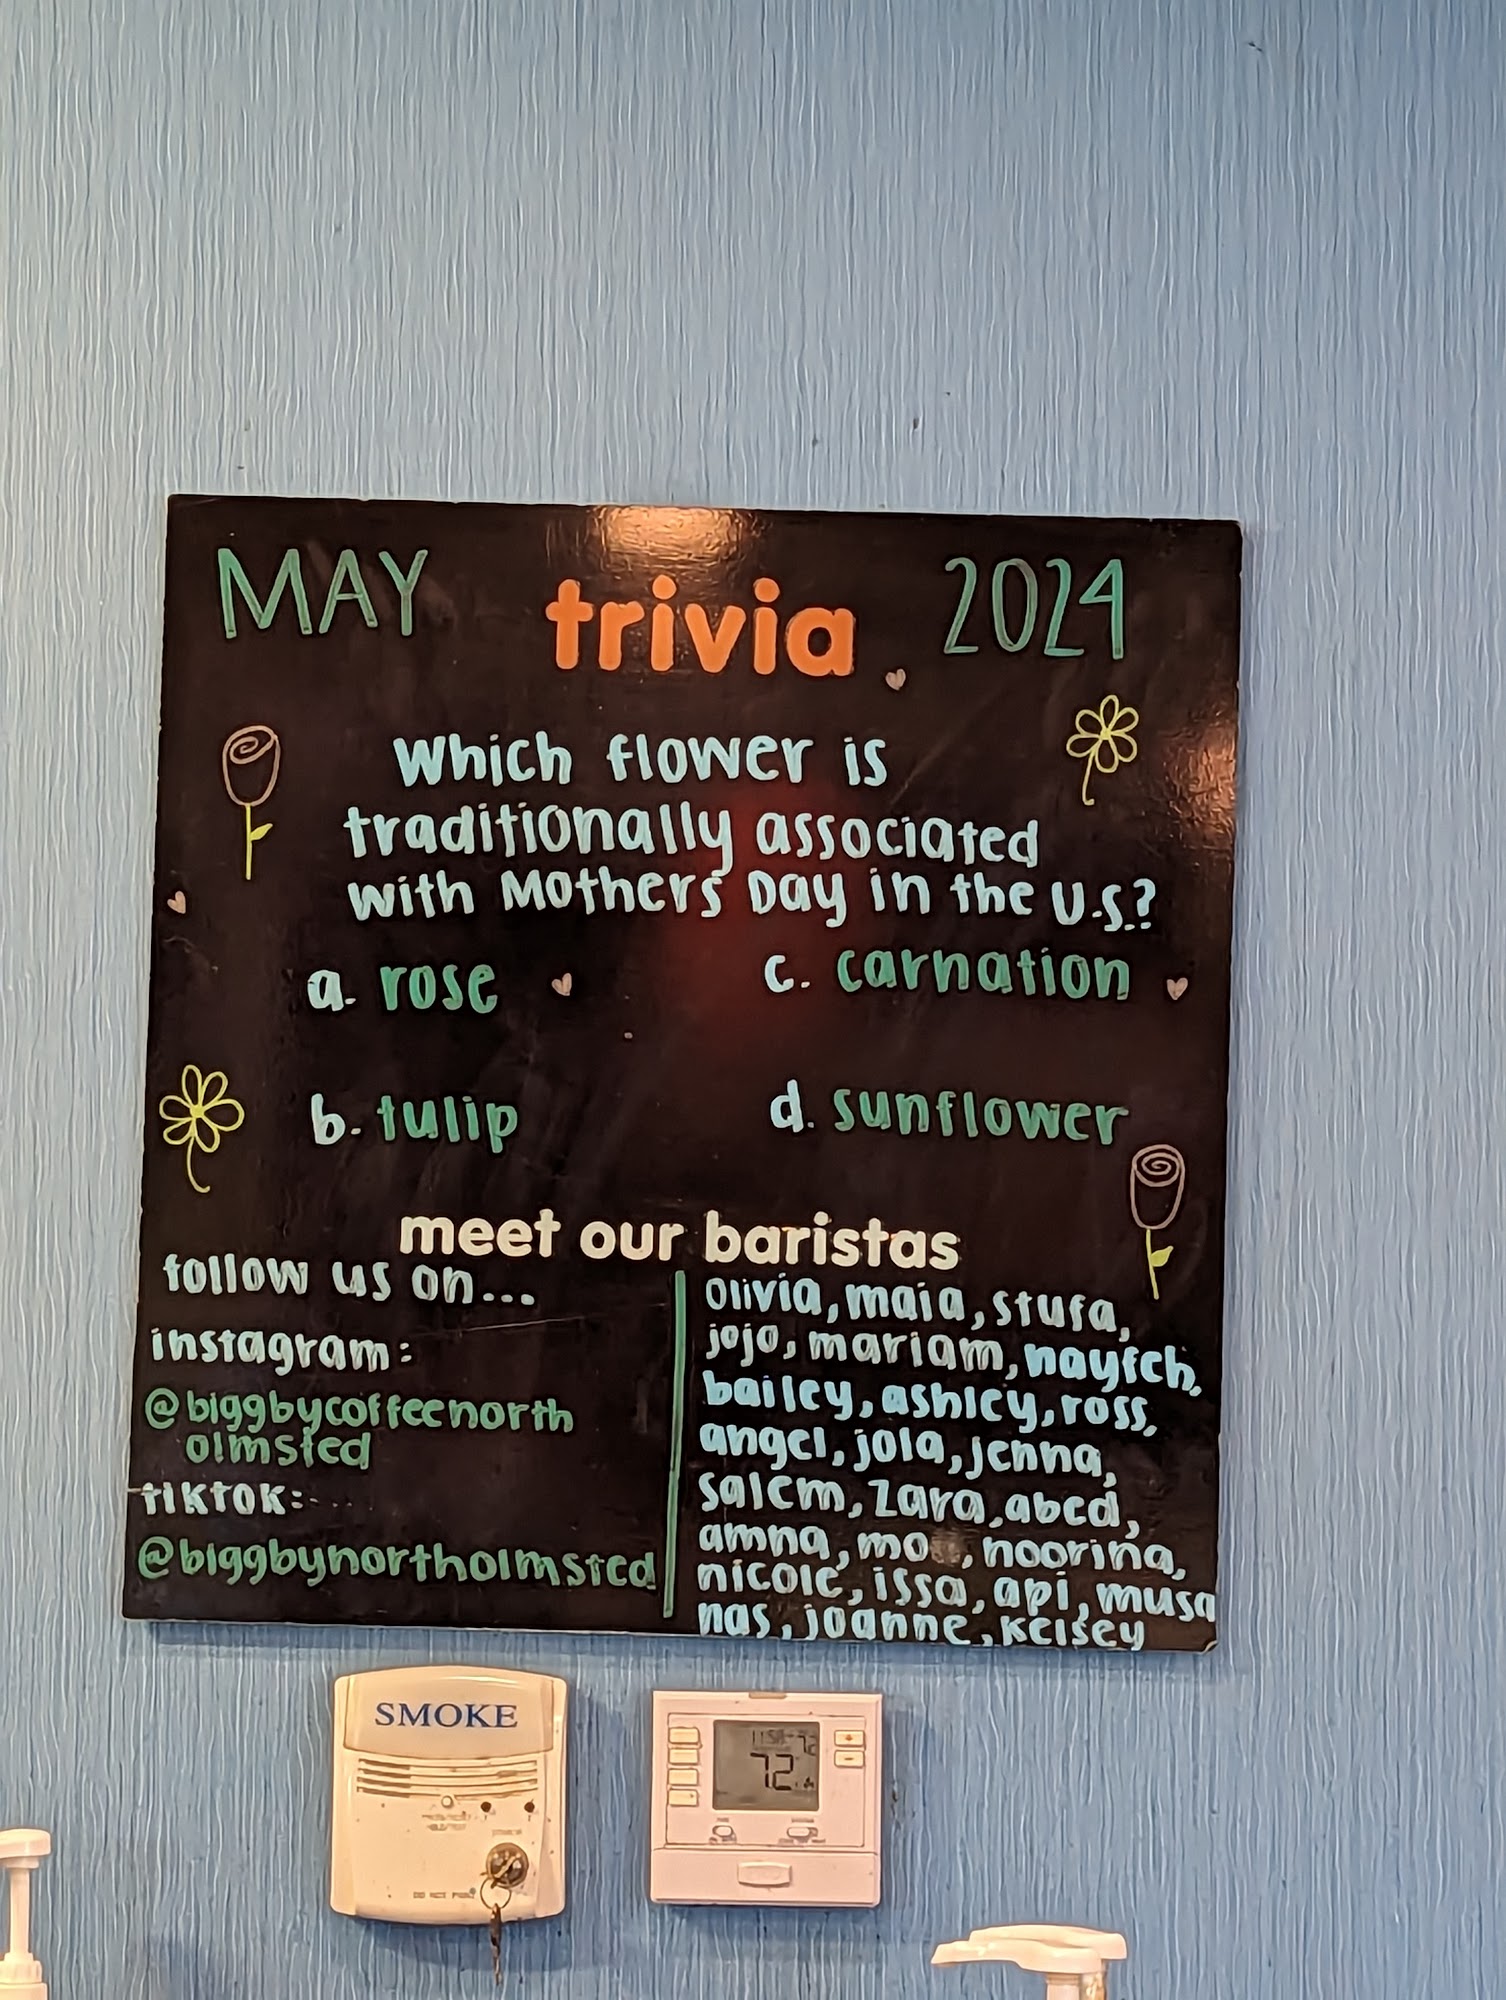 MAY trivia 2024
Which flower is
traditionally associated
with Mothers Day in the U.S.?
a. rose
c. carnation
b. tulip
d. sunflower
meet our baristas
follow us on...
instagram:
@biggbycoffeenorth
olmsted
tiktok:
@biggbynortholmsted
olivia, maia, stufa,
jojo, mariam, nayfeh,
bailey, ashley, ross,
angel, jola, jenna,
salem, zara, abed,
amna, mo , noorina,
nicole, issa, api, musa
nas, joanne, kelsey
SMOKE
72